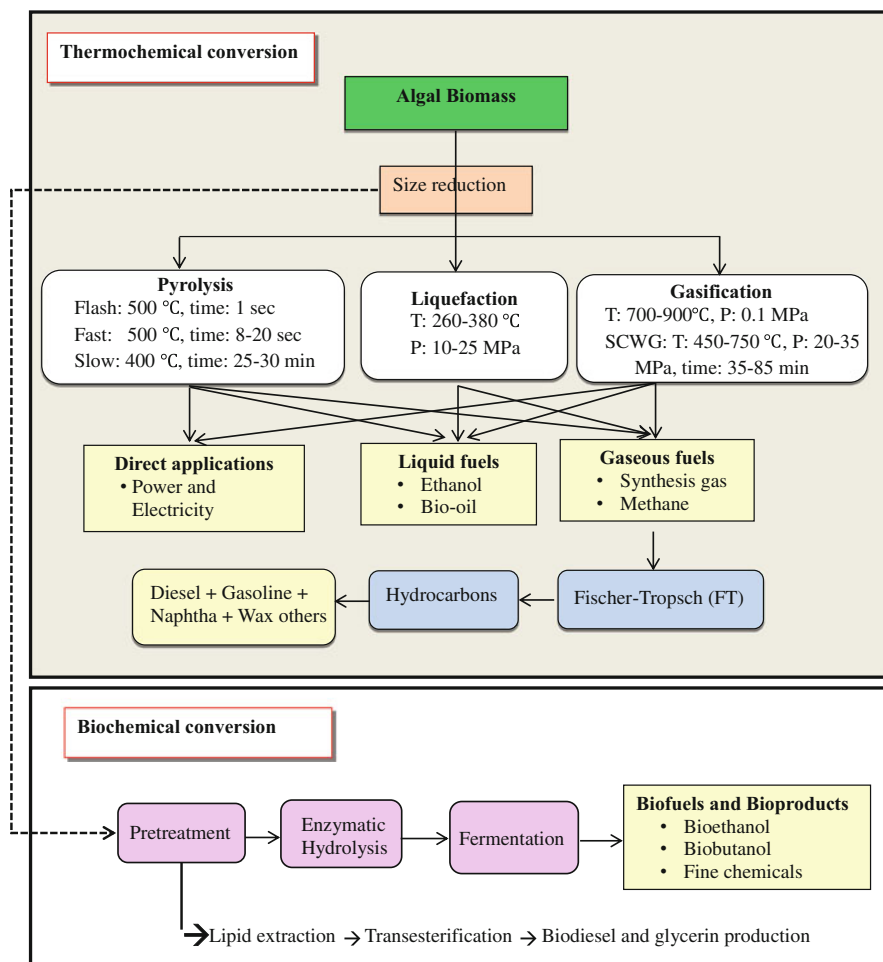 Thermochemical conversion
Algal Biomass
Size reduction
Pyrolysis
Flash: 500 ℃, time: 1 sec
Fast: 500 ℃, time: 8-20 sec
Slow: 400 ℃, time: 25-30 min
Liquefaction
T: 260-380 ℃
P: 10-25 MPa
Gasification
T: 700-900℃, P: 0.1 MPa
SCWG: T: 450-750 ℃, P: 20-35
MPa, time: 35-85 min
Direct applications
• Power and
Electricity
Liquid fuels
• Ethanol
• Bio-oil
Gaseous fuels
• Synthesis gas
• Methane
Diesel + Gasoline +
Naphtha + Wax others
Hydrocarbons
Fischer-Tropsch (FT)
Biochemical conversion
Pretreatment
Enzymatic
Hydrolysis
Fermentation
Biofuels and Bioproducts
• Bioethanol
• Biobutanol
• Fine chemicals
Lipid extraction → Transesterification → Biodiesel and glycerin production